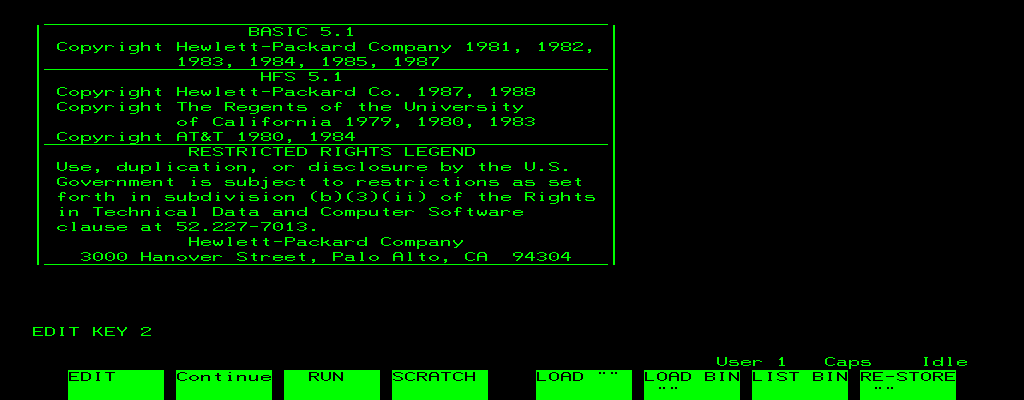 BASIC 5.1
Copyright Hewlett-Packard Company 1981, 1982,
1983, 1984, 1985, 1987
HFS 5.1
Copyright Hewlett-Packard Co. 1987, 1988
Copyright The Regents of the University
of California 1979, 1980, 1983
Copyright AT&T 1980, 1984
RESTRICTED RIGHTS LEGEND
Use, duplication, or disclosure by the U.S.
Government is subject to restrictions as set
forth in subdivision (b)(3)(ii) of the Rights
in Technical Data and Computer Software
clause at 52.227-7013.
Hewlett-Packard Company
3000 Hanover Street, Palo Alto, CA  94304
EDIT KEY 2
User 1 Caps Idle
EDIT Continue RUN SCRATCH LOAD "" LOAD BIN LIST BIN RE-STORE
"" ""